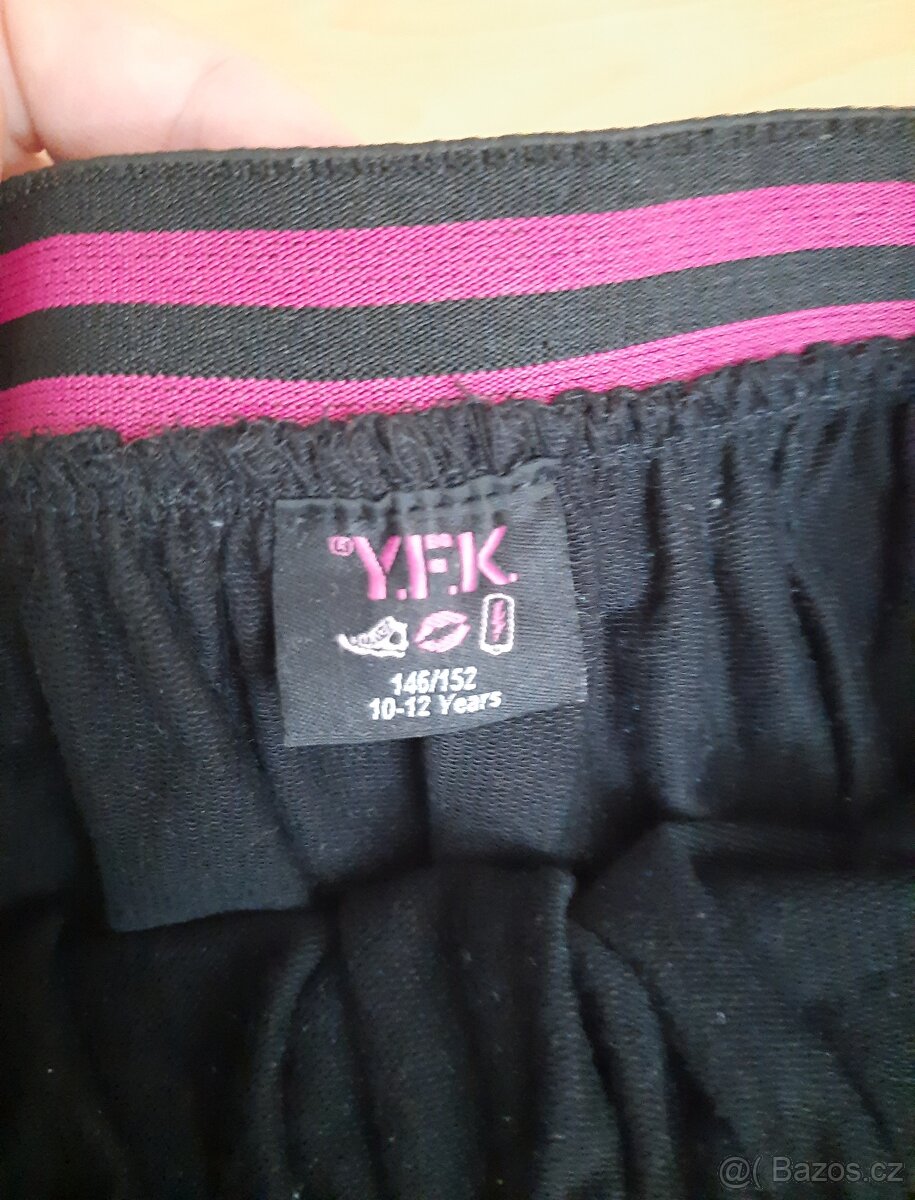 Y.F.K.
146/152
10-12 Years
@( Bazos.cz